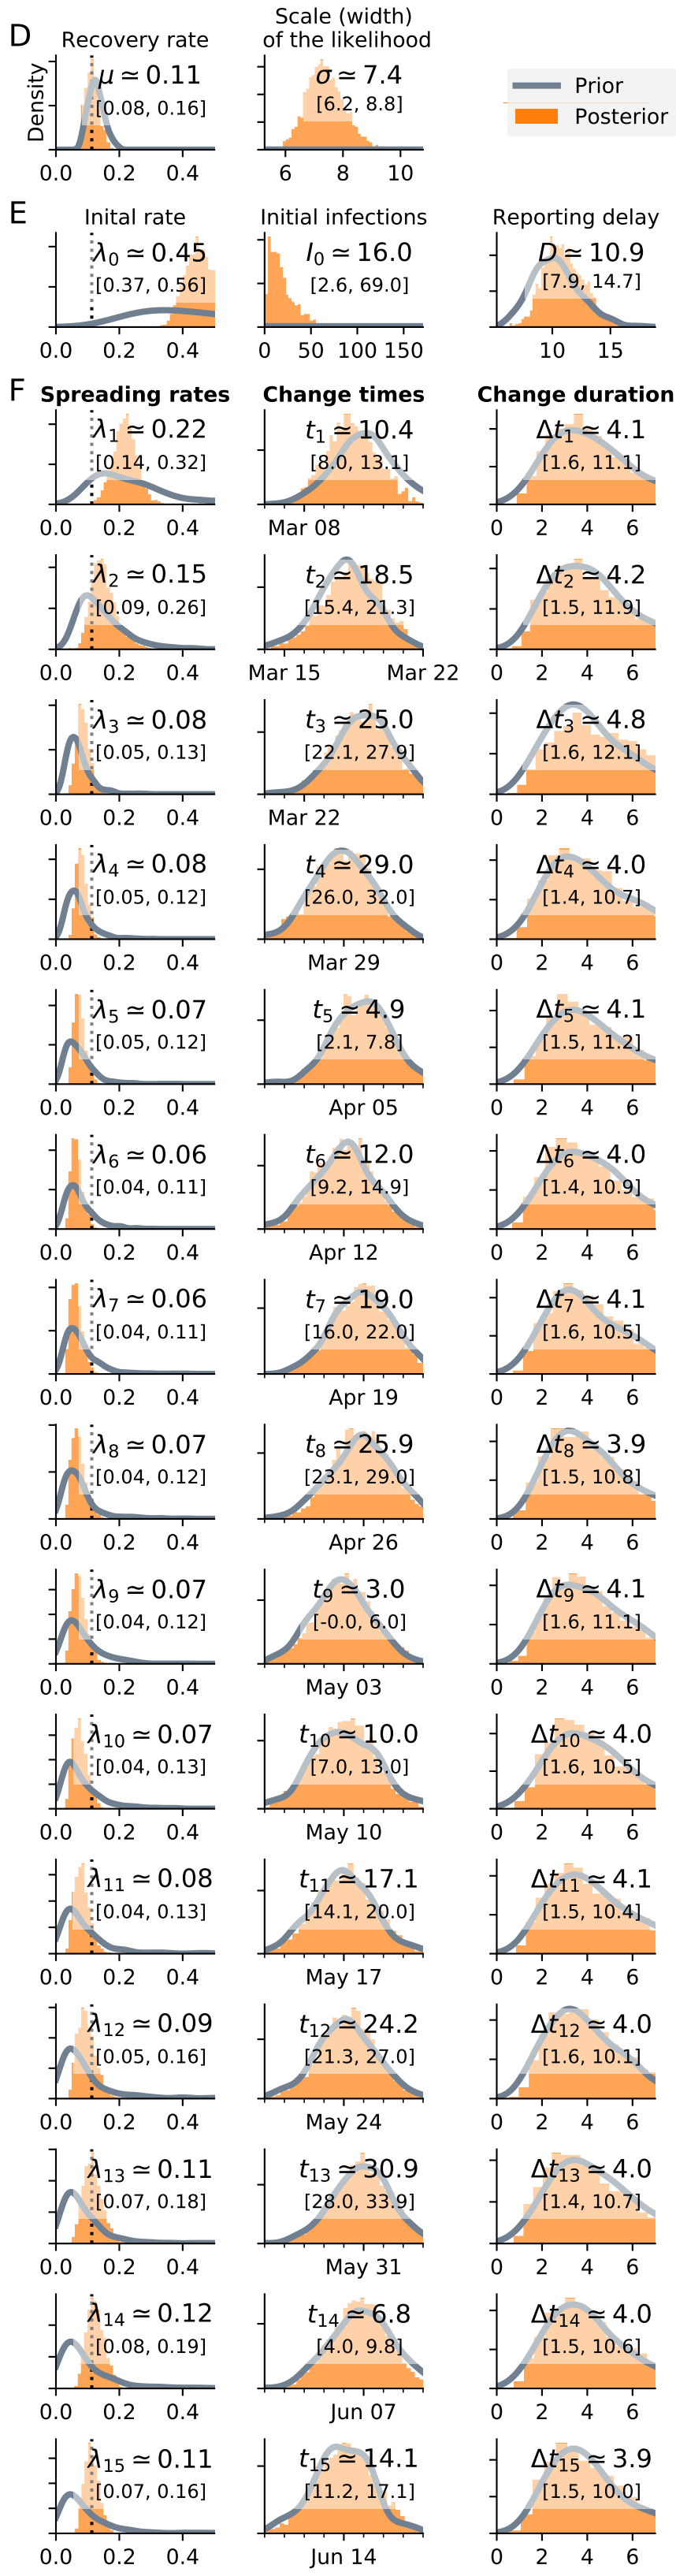 D
Recovery rate
Scale (width)
of the likelihood
Density
μ ≃ 0.11
[0.08, 0.16]
0.0 0.2 0.4
σ ≃ 7.4
[6.2, 8.8]
6 8 10
Prior
Posterior
E
Inital rate
λ0 ≃ 0.45
[0.37, 0.56]
0.0 0.2 0.4
Initial infections
I0 ≃ 16.0
[2.6, 69.0]
0 50 100 150
Reporting delay
D ≃ 10.9
[7.9, 14.7]
10 15
F
Spreading rates Change times Change duration
λ1 ≃ 0.22 t1 ≃ 10.4 Δt1 ≃ 4.1
[0.14, 0.32] [8.0, 13.1] [1.6, 11.1]
0.0 0.2 0.4 Mar 08 0 2 4 6
λ2 ≃ 0.15 t2 ≃ 18.5 Δt2 ≃ 4.2
[0.09, 0.26] [15.4, 21.3] [1.5, 11.9]
0.0 0.2 0.4 Mar 15 Mar 22 0 2 4 6
λ3 ≃ 0.08 t3 ≃ 25.0 Δt3 ≃ 4.8
[0.05, 0.13] [22.1, 27.9] [1.6, 12.1]
0.0 0.2 0.4 Mar 22 0 2 4 6
λ4 ≃ 0.08 t4 ≃ 29.0 Δt4 ≃ 4.0
[0.05, 0.12] [26.0, 32.0] [1.4, 10.7]
0.0 0.2 0.4 Mar 29 0 2 4 6
λ5 ≃ 0.07 t5 ≃ 4.9 Δt5 ≃ 4.1
[0.05, 0.12] [2.1, 7.8] [1.5, 11.2]
0.0 0.2 0.4 Apr 05 0 2 4 6
λ6 ≃ 0.06 t6 ≃ 12.0 Δt6 ≃ 4.0
[0.04, 0.11] [9.2, 14.9] [1.4, 10.9]
0.0 0.2 0.4 Apr 12 0 2 4 6
λ7 ≃ 0.06 t7 ≃ 19.0 Δt7 ≃ 4.1
[0.04, 0.11] [16.0, 22.0] [1.6, 10.5]
0.0 0.2 0.4 Apr 19 0 2 4 6
λ8 ≃ 0.07 t8 ≃ 25.9 Δt8 ≃ 3.9
[0.04, 0.12] [23.1, 29.0] [1.5, 10.8]
0.0 0.2 0.4 Apr 26 0 2 4 6
λ9 ≃ 0.07 t9 ≃ 3.0 Δt9 ≃ 4.1
[0.04, 0.12] [-0.0, 6.0] [1.6, 11.1]
0.0 0.2 0.4 May 03 0 2 4 6
λ10 ≃ 0.07 t10 ≃ 10.0 Δt10 ≃ 4.0
[0.04, 0.13] [7.0, 13.0] [1.6, 10.5]
0.0 0.2 0.4 May 10 0 2 4 6
λ11 ≃ 0.08 t11 ≃ 17.1 Δt11 ≃ 4.1
[0.04, 0.13] [14.1, 20.0] [1.5, 10.4]
0.0 0.2 0.4 May 17 0 2 4 6
λ12 ≃ 0.09 t12 ≃ 24.2 Δt12 ≃ 4.0
[0.05, 0.16] [21.3, 27.0] [1.6, 10.1]
0.0 0.2 0.4 May 24 0 2 4 6
λ13 ≃ 0.11 t13 ≃ 30.9 Δt13 ≃ 4.0
[0.07, 0.18] [28.0, 33.9] [1.4, 10.7]
0.0 0.2 0.4 May 31 0 2 4 6
λ14 ≃ 0.12 t14 ≃ 6.8 Δt14 ≃ 4.0
[0.08, 0.19] [4.0, 9.8] [1.5, 10.6]
0.0 0.2 0.4 Jun 07 0 2 4 6
λ15 ≃ 0.11 t15 ≃ 14.1 Δt15 ≃ 3.9
[0.07, 0.16] [11.2, 17.1] [1.5, 10.0]
0.0 0.2 0.4 Jun 14 0 2 4 6